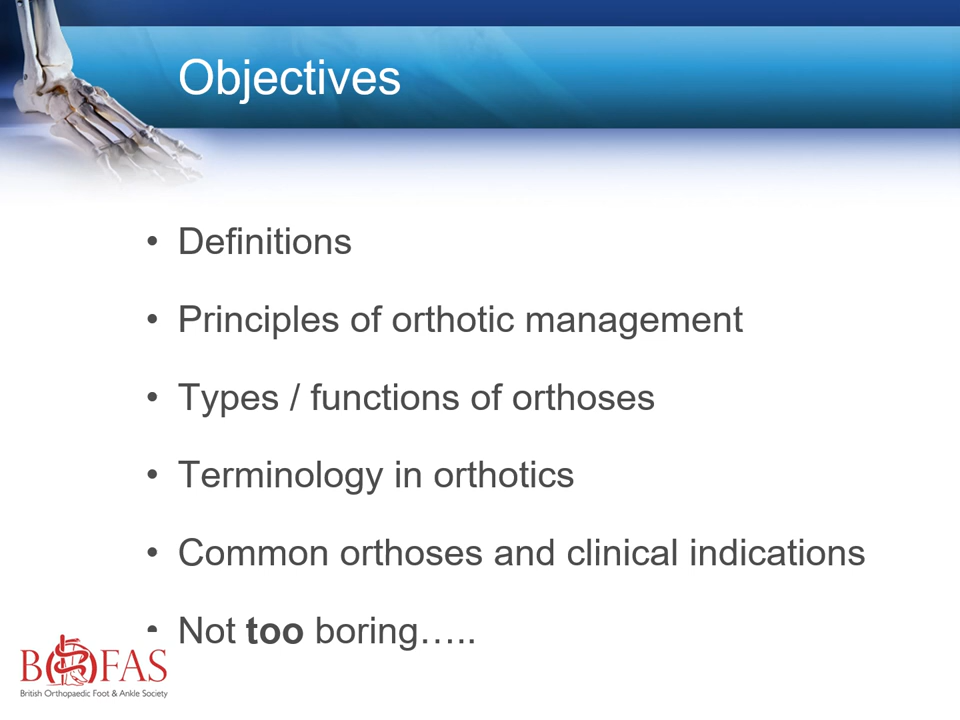 Objectives
• Definitions
• Principles of orthotic management
• Types / functions of orthoses
• Terminology in orthotics
• Common orthoses and clinical indications
• Not too boring…..
BOFAS
British Orthopaedic Foot & Ankle Society